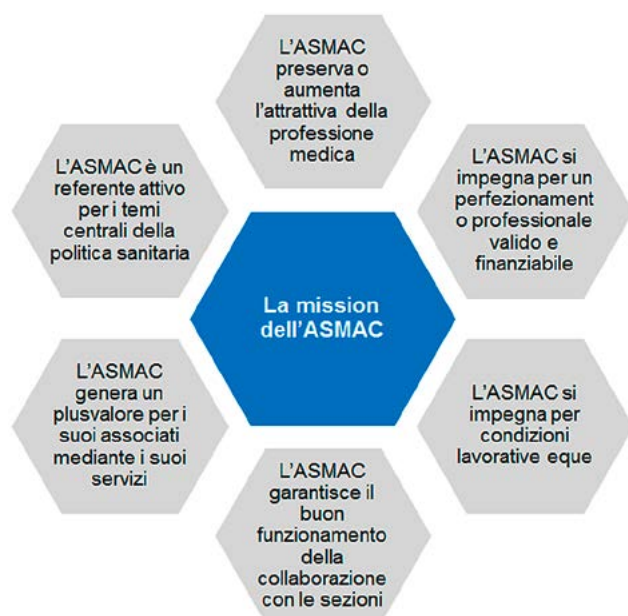 L'ASMAC
preserva o
aumenta
l'attrattiva della
professione
medica
L'ASMAC è un
referente attivo
per i temi
centrali della
politica sanitaria
L'ASMAC si
impegna per un
perfezionament
o professionale
valido e
finanziabile
La mission
dell'ASMAC
L'ASMAC
genera un
plusvalore per i
suoi associati
mediante i suoi
servizi
L'ASMAC si
impegna per
condizioni
lavorative eque
L'ASMAC
garantisce il
buon
funzionamento
della
collaborazione
con le sezioni